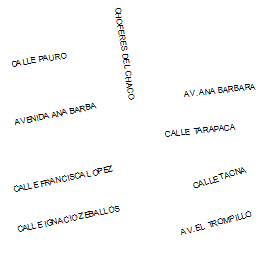 CHOFERES DEL CHACO
CALLE PAURO
AV. ANA BARBARA
AVENIDA ANA BARBA
CALLE TARAPACA
CALLE FRANCISCA LOPEZ
CALLE TACNA
CALLE IGNACIO ZEBALLOS
AV. EL TROMPILLO